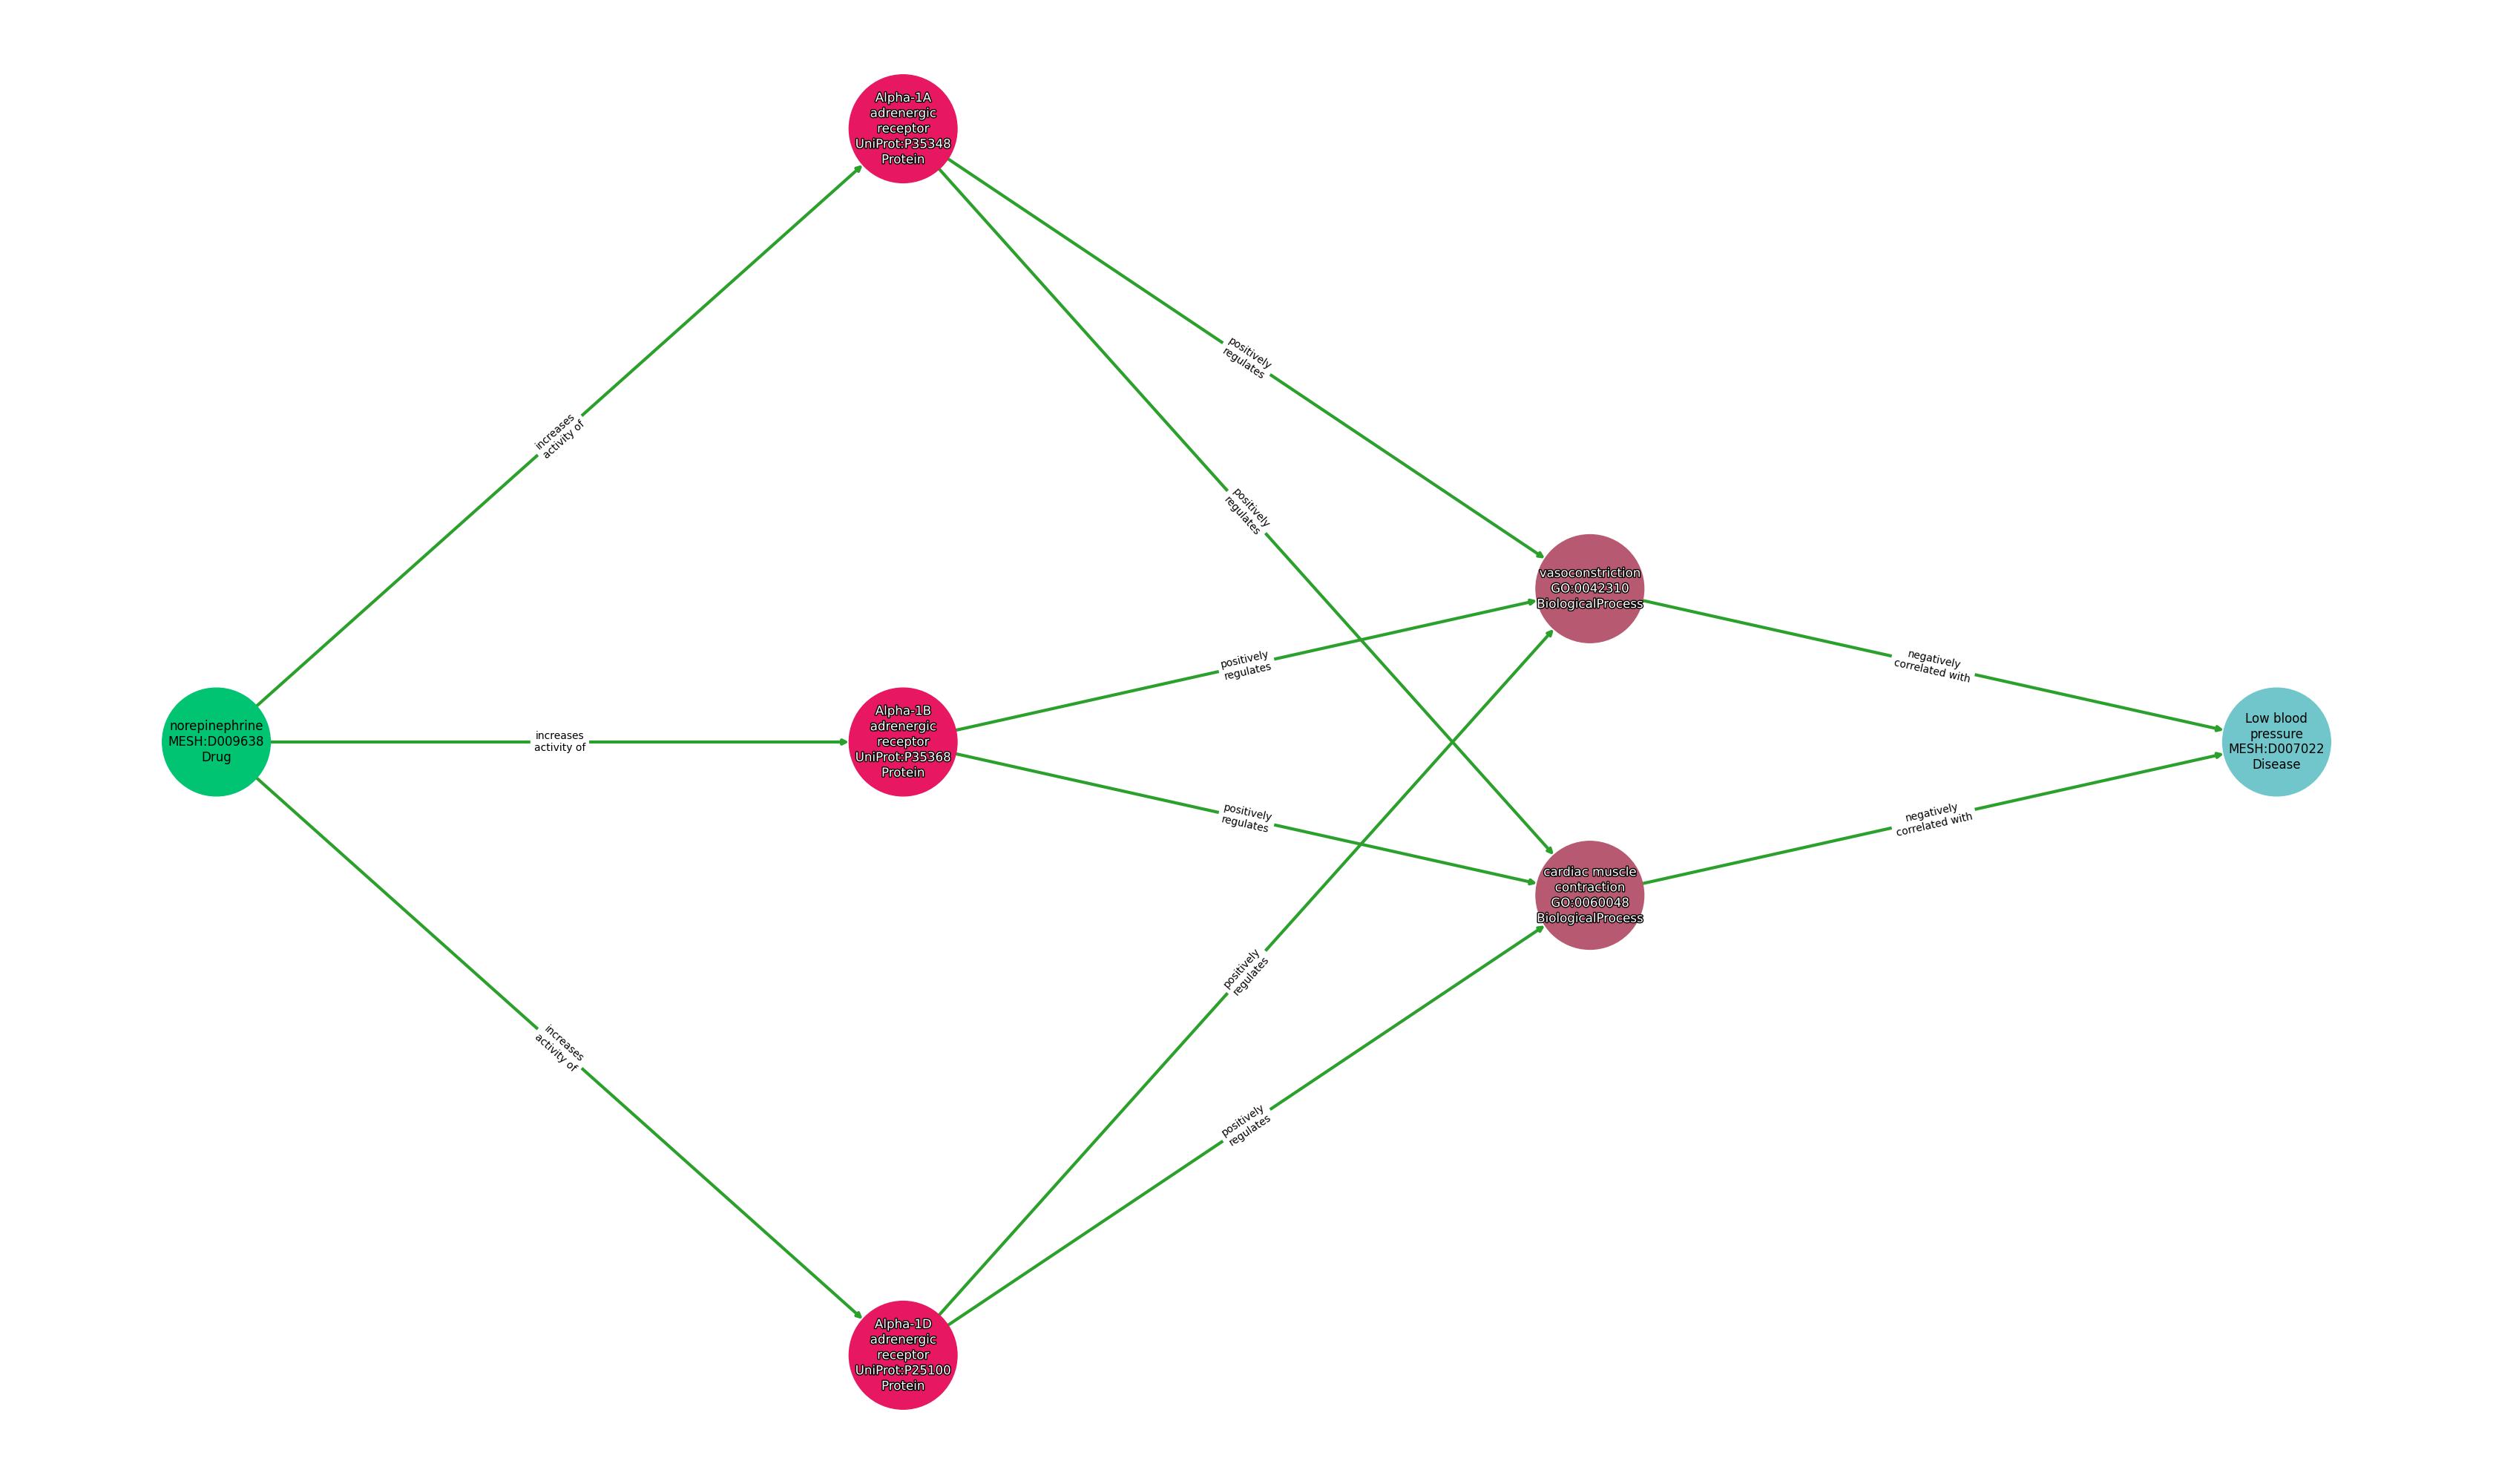 Alpha-1A
adrenergic
receptor
UniProt:P35348
Protein
positively
regulates
increases
activity of
positively
regulates
vasoconstriction
GO:0042310
BiologicalProcess
positively
regulates
negatively
correlated with
norepinephrine
MESH:D009638
Drug
increases
activity of
Alpha-1B
adrenergic
receptor
UniProt:P35368
Protein
Low blood
pressure
MESH:D007022
Disease
positively
regulates
negatively
correlated with
cardiac muscle
contraction
GO:0060048
BiologicalProcess
positively
regulates
increases
activity of
positively
regulates
Alpha-1D
adrenergic
receptor
UniProt:P25100
Protein